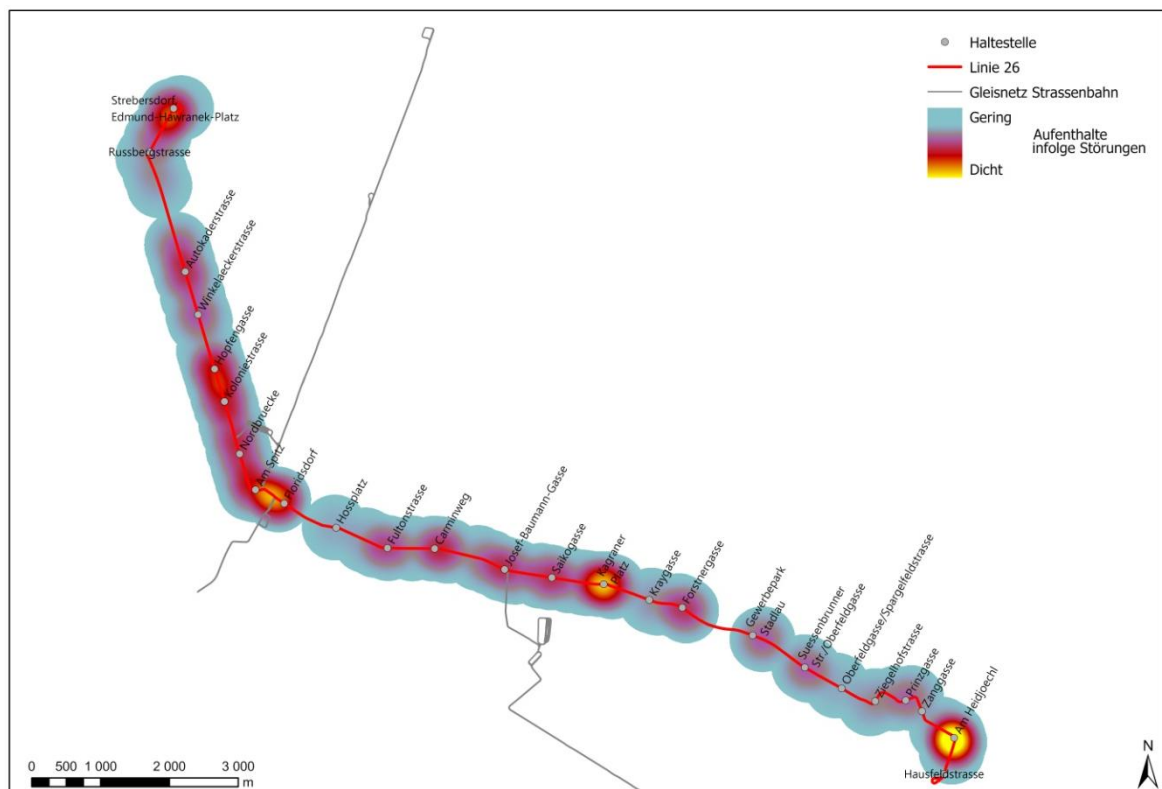 Haltestelle
Linie 26
Gleisnetz Strassenbahn
Gering
Aufenthalte
infolge Störungen
Dicht
Strebersdorf,
Edmund-Hawranek-Platz
Russbergstrasse
Autokaderstrasse
Winkelaeckerstrasse
Hopfengasse
Koloniestrasse
Nordbruecke
Am Spitz
Floridsdorf
Hossplatz
Fultonstrasse
Carminweg
Josef-Baumann-Gasse
Saikogasse
Kagraner
Platz
Kraygasse
Forstnergasse
Gewerbepark
Stadlau
Suessenbrunner
Str./Oberfeldgasse
Oberfeldgasse/Spargelfeldstrasse
Ziegelhofstrasse
Prinzgasse
Zanggasse
Am Heidjoechl
Hausfeldstrasse
0 500 1 000 2 000 3 000
m
N